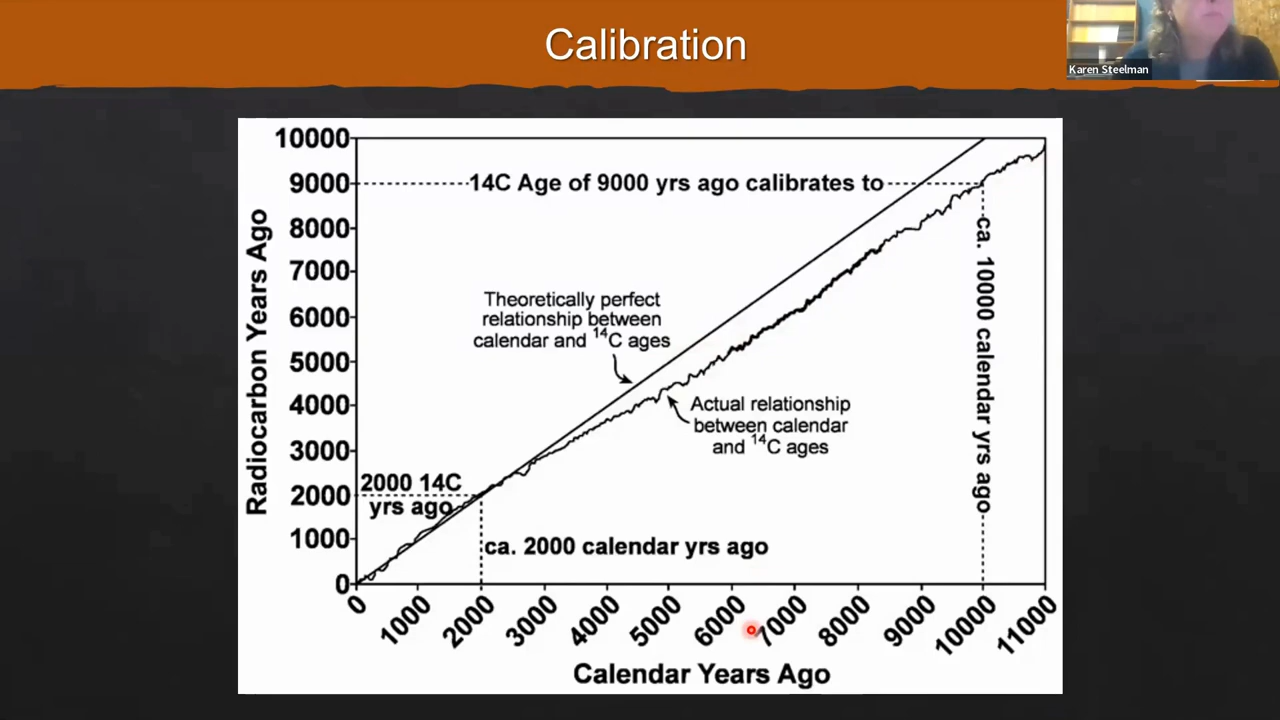 Calibration
Karen Steelman
10000
9000
8000
7000
6000
5000
4000
3000
2000
1000
0
Radiocarbon Years Ago
14C Age of 9000 yrs ago calibrates to
ca. 10000 calendar yrs ago
Theoretically perfect
relationship between
calendar and 14C ages
Actual relationship
between calendar
and 14C ages
2000 14C
yrs ago
ca. 2000 calendar yrs ago
0
1000
2000
3000
4000
5000
6000
7000
8000
9000
10000
11000
Calendar Years Ago